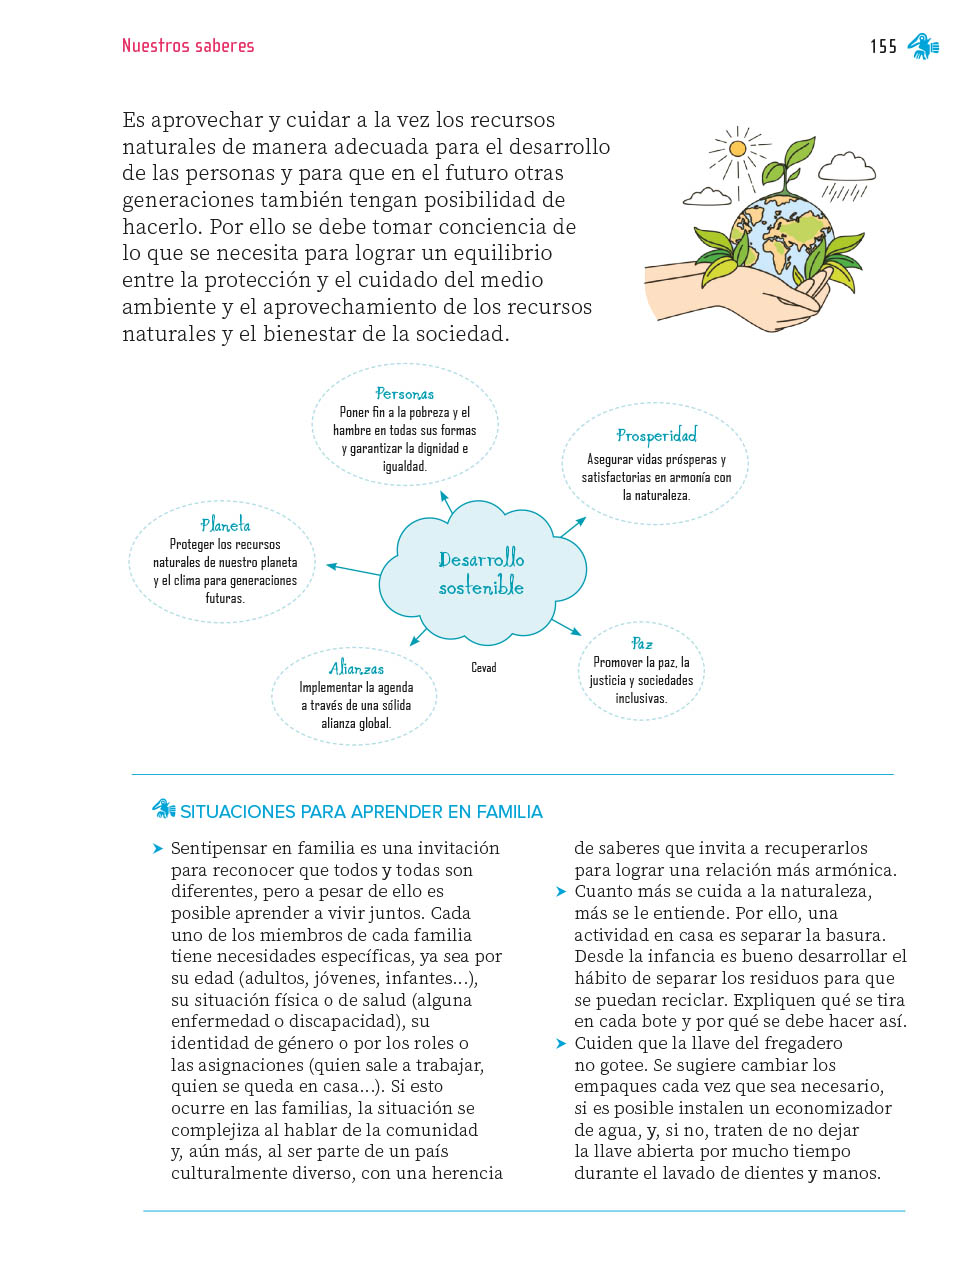 Nuestros saberes
155
Es aprovechar y cuidar a la vez los recursos
naturales de manera adecuada para el desarrollo
de las personas y para que en el futuro otras
generaciones también tengan posibilidad de
hacerlo. Por ello se debe tomar conciencia de
lo que se necesita para lograr un equilibrio
entre la protección y el cuidado del medio
ambiente y el aprovechamiento de los recursos
naturales y el bienestar de la sociedad.
Personas
Poner fin a la pobreza y el
hambre en todas sus formas
y garantizar la dignidad e
igualdad.
Prosperidad
Asegurar vidas prósperas y
satisfactorias en armonía con
la naturaleza.
Planeta
Proteger los recursos
naturales de nuestro planeta
y el clima para generaciones
futuras.
Desarrollo
sostenible
Alianzas
Implementar la agenda
a través de una sólida
alianza global.
Cevad
Paz
Promover la paz, la
justicia y sociedades
inclusivas.
SITUACIONES PARA APRENDER EN FAMILIA
Sentipensar en familia es una invitación
para reconocer que todos y todas son
diferentes, pero a pesar de ello es
posible aprender a vivir juntos. Cada
uno de los miembros de cada familia
tiene necesidades específicas, ya sea por
su edad (adultos, jóvenes, infantes...),
su situación física o de salud (alguna
enfermedad o discapacidad), su
identidad de género o por los roles o
las asignaciones (quien sale a trabajar,
quien se queda en casa...). Si esto
ocurre en las familias, la situación se
complejiza al hablar de la comunidad
y, aún más, al ser parte de un país
culturalmente diverso, con una herencia
de saberes que invita a recuperarlos
para lograr una relación más armónica.
Cuanto más se cuida a la naturaleza,
más se le entiende. Por ello, una
actividad en casa es separar la basura.
Desde la infancia es bueno desarrollar el
hábito de separar los residuos para que
se puedan reciclar. Expliquen qué se tira
en cada bote y por qué se debe hacer así.
Cuiden que la llave del fregadero
no gotee. Se sugiere cambiar los
empaques cada vez que sea necesario,
si es posible instalen un economizador
de agua, y, si no, traten de no dejar
la llave abierta por mucho tiempo
durante el lavado de dientes y manos.